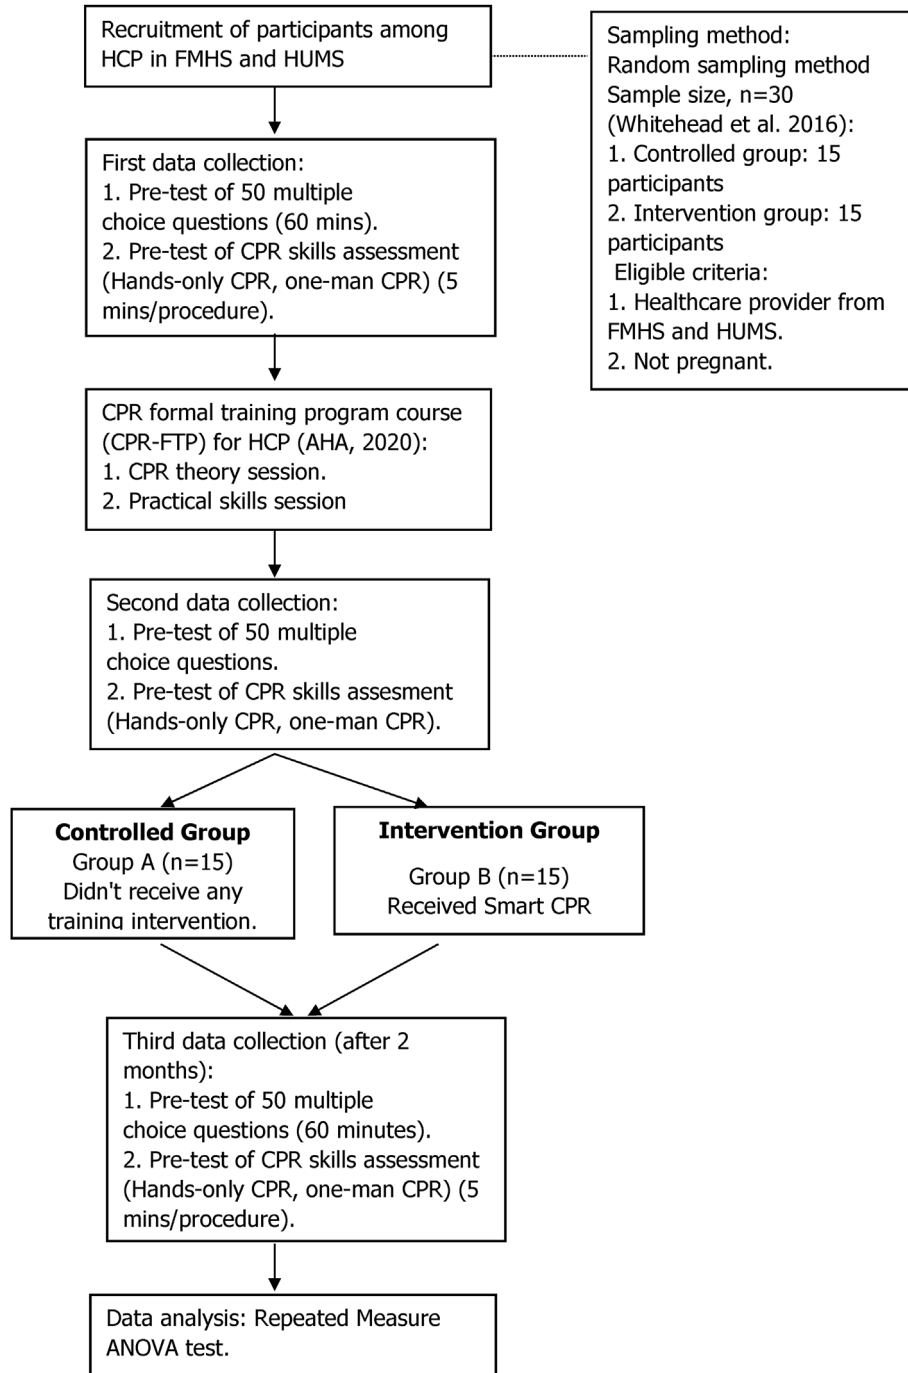 Recruitment of participants among
HCP in FMHS and HUMS
Sampling method:
Random sampling method
Sample size, n=30
(Whitehead et al. 2016):
1. Controlled group: 15
participants
2. Intervention group: 15
participants
Eligible criteria:
1. Healthcare provider from
FMHS and HUMS.
2. Not pregnant.
First data collection:
1. Pre-test of 50 multiple
choice questions (60 mins).
2. Pre-test of CPR skills assessment
(Hands-only CPR, one-man CPR) (5
mins/procedure).
CPR formal training program course
(CPR-FTP) for HCP (AHA, 2020):
1. CPR theory session.
2. Practical skills session
Second data collection:
1. Pre-test of 50 multiple
choice questions.
2. Pre-test of CPR skills assesment
(Hands-only CPR, one-man CPR).
Controlled Group
Group A (n=15)
Didn't receive any
training intervention.
Intervention Group
Group B (n=15)
Received Smart CPR
Third data collection (after 2
months):
1. Pre-test of 50 multiple
choice questions (60 minutes).
2. Pre-test of CPR skills assessment
(Hands-only CPR, one-man CPR) (5
mins/procedure).
Data analysis: Repeated Measure
ANOVA test.